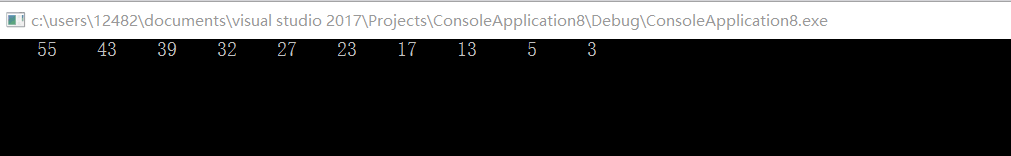 c:\users\12482\documents\visual studio 2017\Projects\ConsoleApplication8\Debug\ConsoleApplication8.exe
55 43 39 32 27 23 17 13 5 3